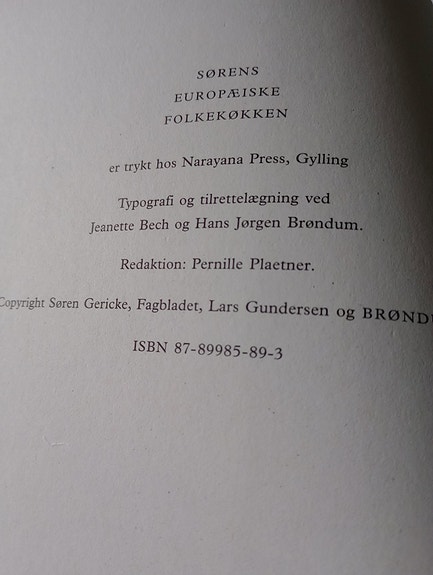 SØRENS
EUROPÆISKE
FOLKEKØKKEN
er trykt hos Narayana Press, Gylling
Typografi og tilrettelægning ved
Jeanette Bech og Hans Jørgen Brøndum.
Redaktion: Pernille Plaetner.
Copyright Søren Gericke, Fagbladet, Lars Gundersen og BRØND
ISBN 87-89985-89-3